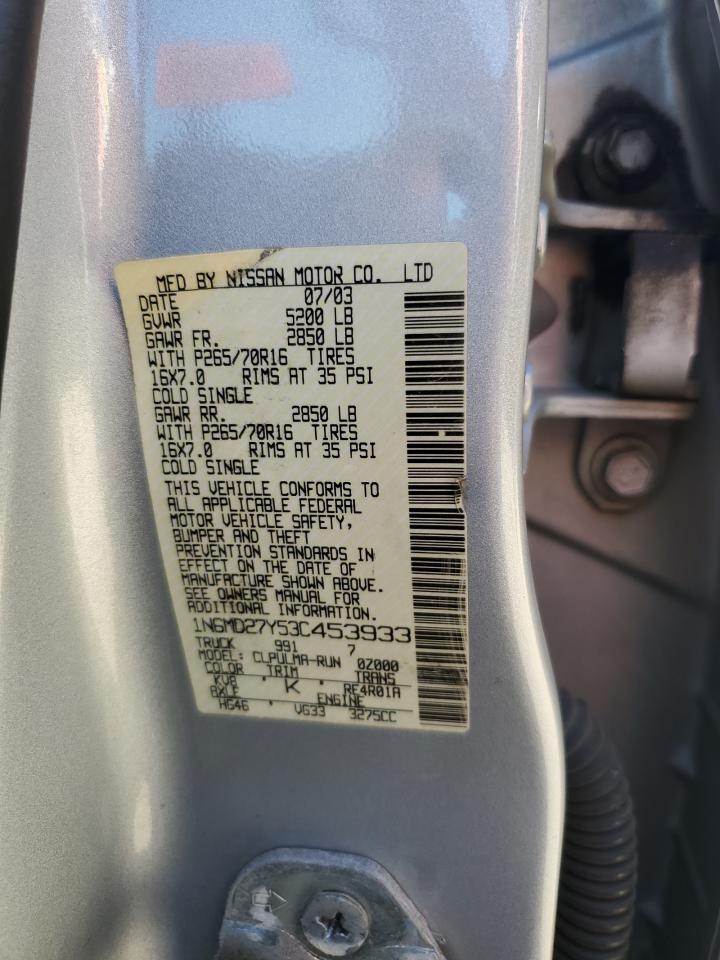 MFD BY NISSAN MOTOR CO. LTD
DATE 07/03
GVWR 5200 LB
GAWR FR. 2850 LB
WITH P265/70R16 TIRES
16X7.0 RIMS AT 35 PSI
COLD SINGLE
GAWR RR. 2850 LB
WITH P265/70R16 TIRES
16X7.0 RIMS AT 35 PSI
COLD SINGLE
THIS VEHICLE CONFORMS TO
ALL APPLICABLE FEDERAL
MOTOR VEHICLE SAFETY,
BUMPER AND THEFT
PREVENTION STANDARDS IN
EFFECT ON THE DATE OF
MANUFACTURE SHOWN ABOVE.
SEE OWNERS MANUAL FOR
ADDITIONAL INFORMATION.
1N6MD27Y53C453933
TRUCK 991 7
MODEL: CLPULMA-RUN 0Z000
COLOR TRIM TRANS
KV8 · K · RE4R01A
AXLE ENGINE
HG46 · VG33 3275CC